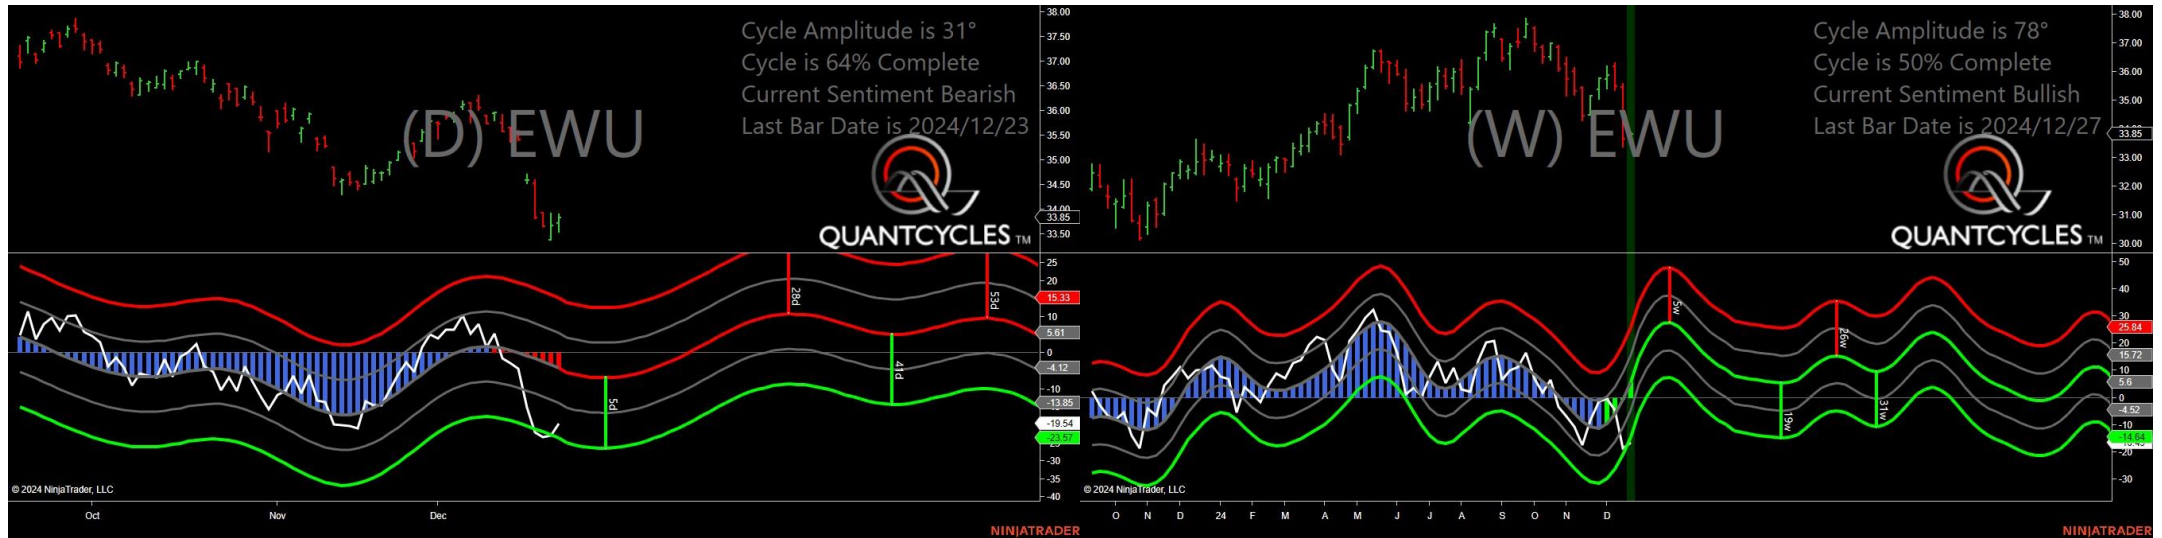 Cycle Amplitude is 31°
Cycle is 64% Complete
Current Sentiment Bearish
Last Bar Date is 2024/12/23
(D) EWU
QUANTCYCLES TM
38.00
37.50
37.00
36.50
36.00
35.50
35.00
34.50
34.00
33.85
33.50
25
20
15.33
10
5.61
0
-4.12
-10
-13.85
-19.54
-23.57
-30
-35
-40
5d
28d
41d
53d
© 2024 NinjaTrader, LLC
Oct
Nov
Dec
NINJATRADER
Cycle Amplitude is 78°
Cycle is 50% Complete
Current Sentiment Bullish
Last Bar Date is 2024/12/27
(W) EWU
QUANTCYCLES TM
38.00
37.00
36.00
35.00
33.85
33.00
32.00
31.00
30.00
50
40
30
25.84
20
15.72
10
5.6
0
-4.52
-10
-14.64
-20
-30
5w
19w
26w
31w
© 2024 NinjaTrader, LLC
O N D 24 F M A M J J A S O N D
NINJATRADER